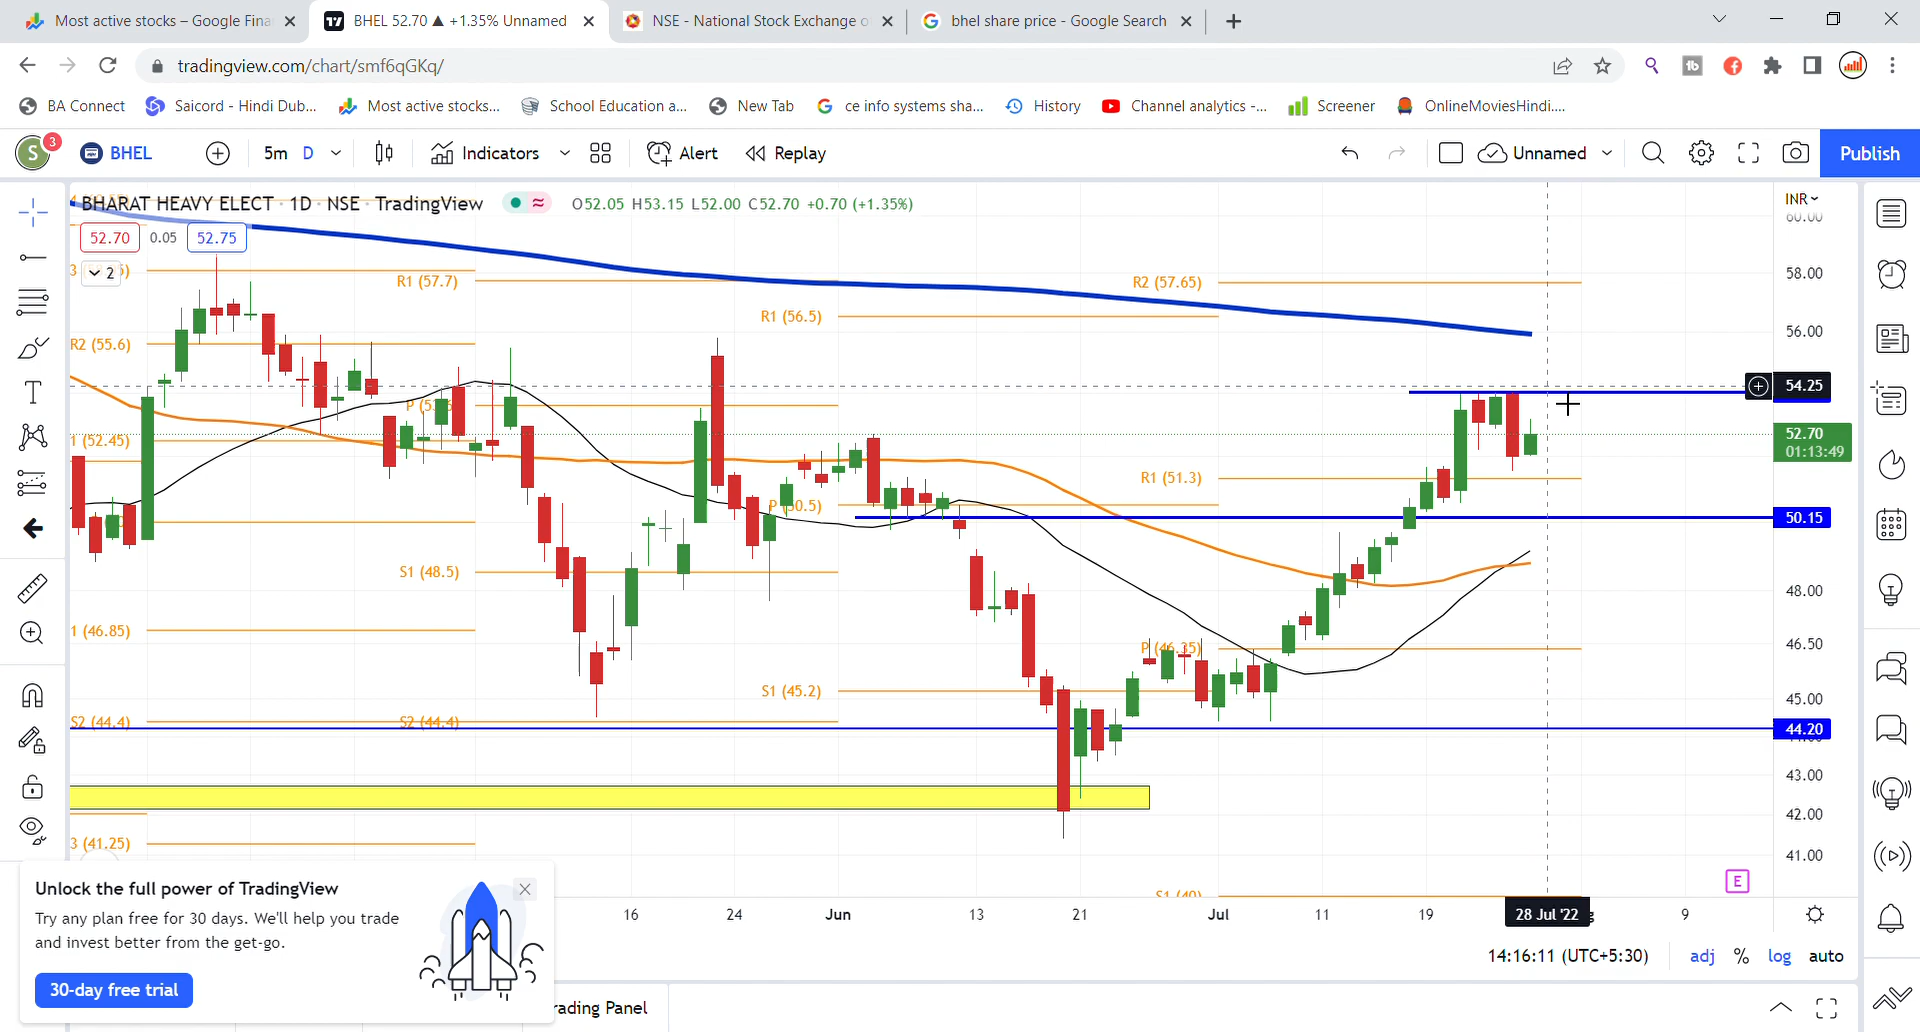 Most active stocks – Google Fina
BHEL 52.70 ▲ +1.35% Unnamed
NSE - National Stock Exchange o
bhel share price - Google Search
tradingview.com/chart/smf6qGKq/
BA Connect
Saicord - Hindi Dub...
Most active stocks...
School Education a...
New Tab
ce info systems sha...
History
Channel analytics -...
Screener
OnlineMoviesHindi....
S
3
BHEL
5m
D
Indicators
Alert
Replay
Unnamed
Publish
BHARAT HEAVY ELECT · 1D · NSE · TradingView
O52.05 H53.15 L52.00 C52.70 +0.70 (+1.35%)
INR
60.00
52.70
0.05
52.75
2
R1 (57.7)
R2 (57.65)
58.00
R1 (56.5)
56.00
R2 (55.6)
54.25
52.70
01:13:49
1 (52.45)
R1 (51.3)
P (50.5)
50.15
S1 (48.5)
48.00
1 (46.85)
P (46.35)
46.50
S1 (45.2)
45.00
S2 (44.4)
S2 (44.4)
44.20
43.00
42.00
3 (41.25)
41.00
E
S1 (40)
16
24
Jun
13
21
Jul
11
19
28 Jul '22
9
Unlock the full power of TradingView
Try any plan free for 30 days. We'll help you trade
and invest better from the get-go.
30-day free trial
14:16:11 (UTC+5:30)
adj
%
log
auto
rading Panel